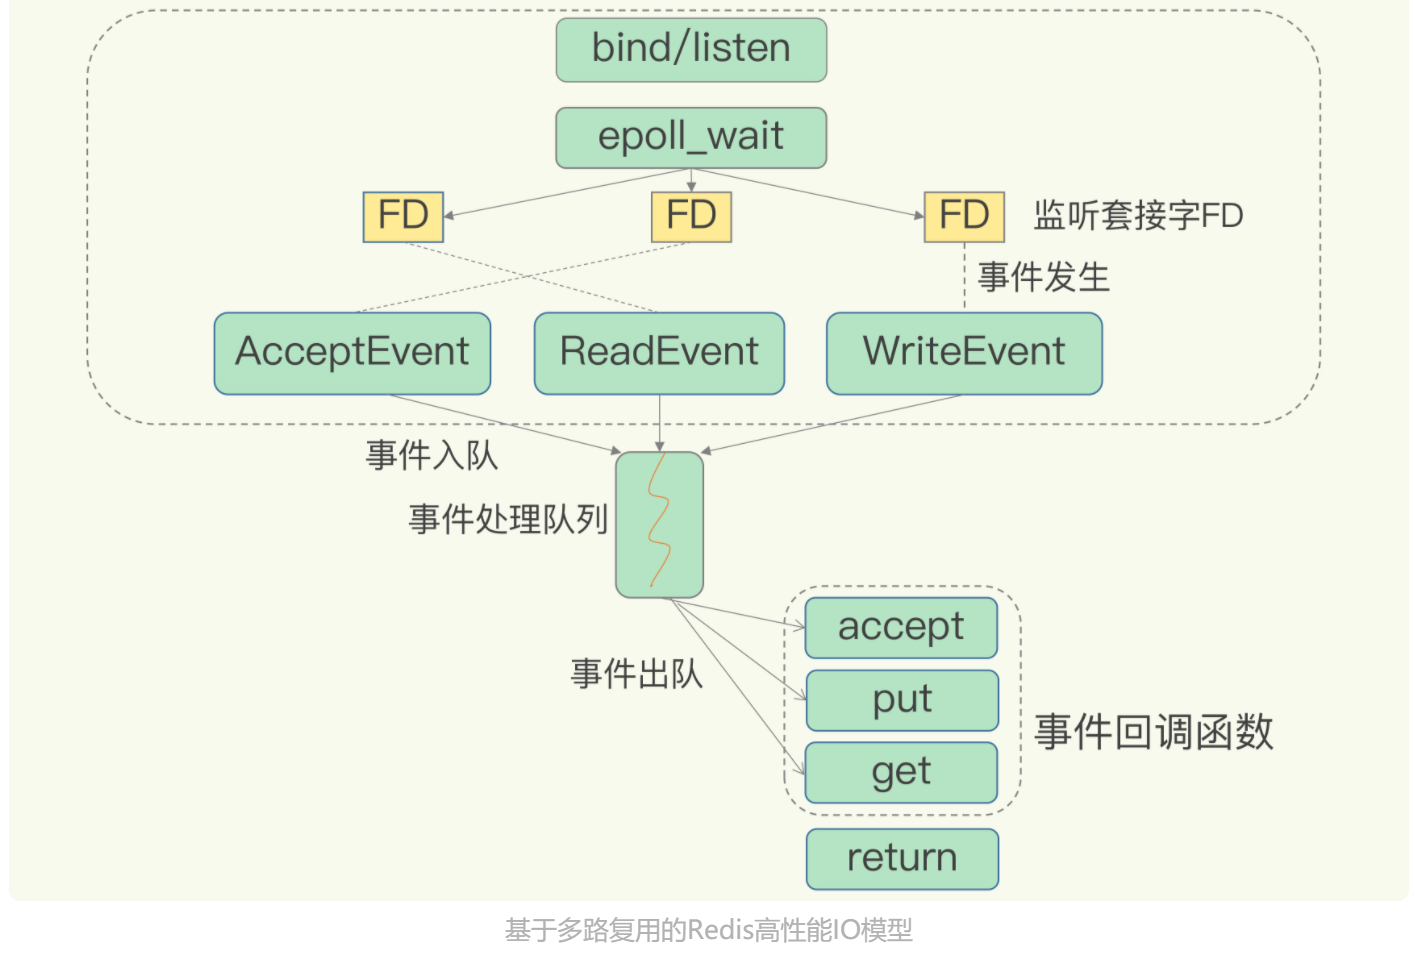 bind/listen
epoll_wait
FD
FD
FD
监听套接字FD
事件发生
AcceptEvent
ReadEvent
WriteEvent
事件入队
事件处理队列
accept
事件出队
put
事件回调函数
get
return
基于多路复用的Redis高性能IO模型